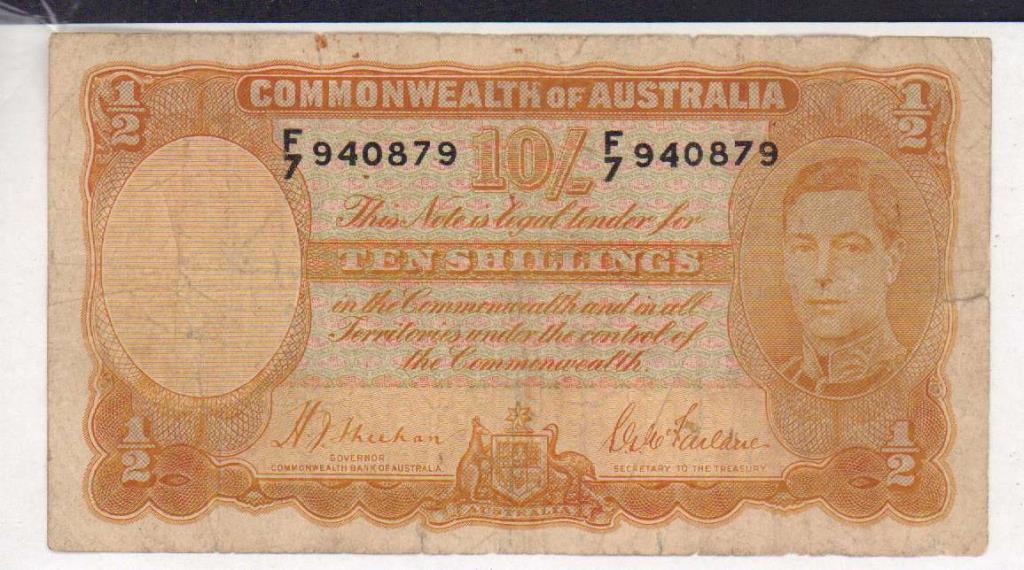 COMMONWEALTH OF AUSTRALIA
1/2 1/2
F/7 940879 10/- F/7 940879
This Note is legal tender for
TEN SHILLINGS
in the Commonwealth and in all
Territories under the control of
the Commonwealth.
H J Sheehan
GOVERNOR
COMMONWEALTH BANK OF AUSTRALIA
S G McFarlane
SECRETARY TO THE TREASURY
1/2 1/2
AUSTRALIA